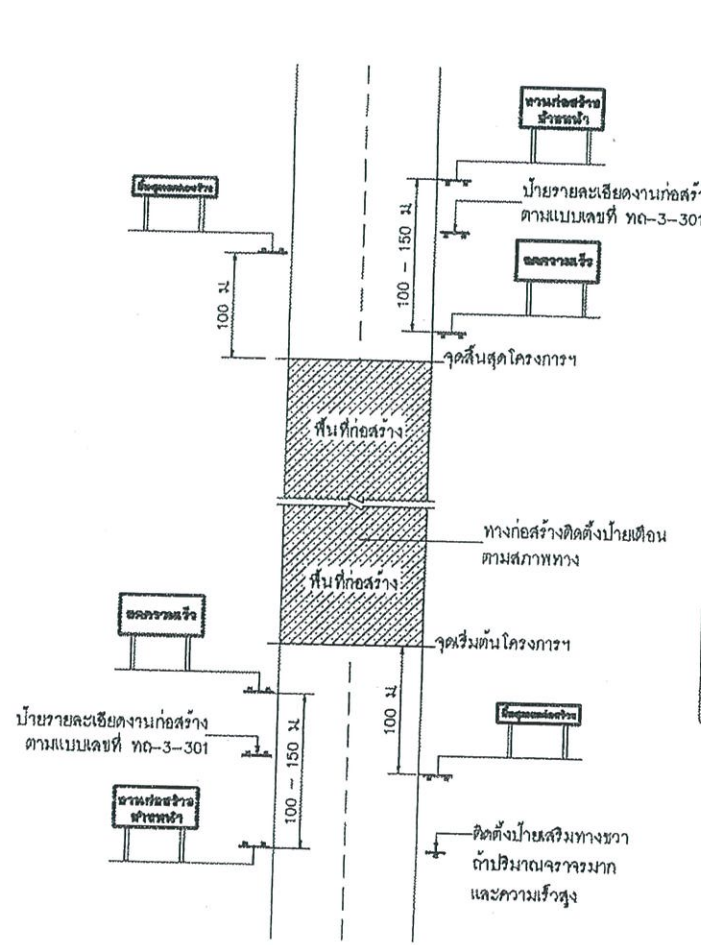 งานก่อสร้าง
ข้างหน้า
สิ้นสุดเขตก่อสร้าง
ป้ายรายละเอียดงานก่อสร้
ตามแบบเลขที่ ทถ-3-301
ลดความเร็ว
100 ม.
100 - 150 ม.
จุดสิ้นสุดโครงการฯ
พื้นที่ก่อสร้าง
ทางก่อสร้างติดตั้งป้ายเตือน
ตามสภาพทาง
พื้นที่ก่อสร้าง
ลดความเร็ว
จุดเริ่มต้นโครงการฯ
ป้ายรายละเอียดงานก่อสร้าง
ตามแบบเลขที่ ทถ-3-301
100 - 150 ม.
100 ม.
สิ้นสุดเขตก่อสร้าง
งานก่อสร้าง
ข้างหน้า
ติดตั้งป้ายเสริมทางขวา
ถ้าปริมาณจราจรมาก
และความเร็วสูง